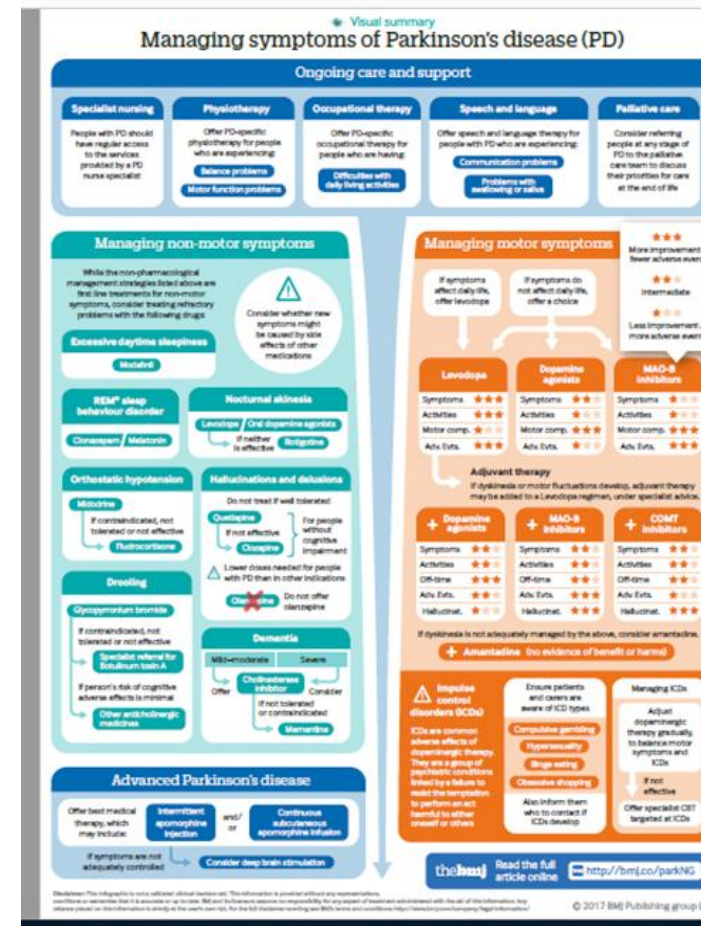 Visual summary
Managing symptoms of Parkinson's disease (PD)
Ongoing care and support
Specialist nursing
People with PD should
have regular access
to the services
provided by a PD
nurse specialist
Physiotherapy
Offer PD-specific
physiotherapy for people
who are experiencing:
Balance problems
Motor function problems
Occupational therapy
Offer PD-specific
occupational therapy for
people who are having:
Difficulties with
daily living activities
Speech and language
Offer speech and language therapy for
people with PD who are experiencing:
Communication problems
Problems with
swallowing or saliva
Palliative care
Consider referring
people at any stage of
PD to the palliative
care team to discuss
their priorities for care
at the end of life
Managing non-motor symptoms
While the non-pharmacological
management strategies listed above are
first line treatments for non-motor
symptoms, consider treating refractory
problems with the following drugs:
Consider whether new
symptoms might
be caused by side
effects of other
medications
Excessive daytime sleepiness
Modafinil
REM* sleep
behaviour disorder
Clonazepam / Melatonin
Nocturnal akinesia
Levodopa / Oral dopamine agonists
If neither
is effective
Rotigotine
Orthostatic hypotension
Midodrine
If contraindicated, not
tolerated or not effective
Fludrocortisone
Hallucinations and delusions
Do not treat if well tolerated
Quetiapine
If not effective
Clozapine
For people
without
cognitive
impairment
Lower doses needed for people
with PD than in other indications
Do not offer
olanzapine
Drooling
Glycopyrronium bromide
If contraindicated, not
tolerated or not effective
Specialist referral for
Botulinum toxin A
If person's risk of cognitive
adverse effects is minimal
Other anticholinergic
medicines
Dementia
Mild-moderate
Severe
Offer
Cholinesterase
inhibitor
Consider
If not tolerated
or contraindicated
Memantine
Advanced Parkinson's disease
Offer best medical
therapy, which
may include:
Intermittent
apomorphine
injection
and/
or
Continuous
subcutaneous
apomorphine infusion
If symptoms are not
adequately controlled
Consider deep brain stimulation
Managing motor symptoms
More improvement,
fewer adverse
Intermediate
Less improvement
more adverse
If symptoms
affect daily life,
offer levodopa
If symptoms do
not affect daily life,
offer a choice
Levodopa
Symptoms
Activities
Motor comp.
Adv. Evts.
Dopamine
agonists
Symptoms
Activities
Motor comp.
Adv. Evts.
MAO-B
inhibitors
Symptoms
Activities
Motor comp.
Adv. Evts.
Adjuvant therapy
If dyskinesia or motor fluctuations develop, adjuvant therapy
may be added to a Levodopa regimen, under specialist advice.
+ Dopamine
agonists
Symptoms
Activities
Off-time
Adv. Evts.
Hallucinat.
+ MAO-B
inhibitors
Symptoms
Activities
Off-time
Adv. Evts.
Hallucinat.
+ COMT
inhibitors
Symptoms
Activities
Off-time
Adv. Evts.
Hallucinat.
If dyskinesia is not adequately managed by the above, consider amantadine.
+ Amantadine (no evidence of benefit or harms)
Impulse
control
disorders (ICDs)
ICDs are common
adverse effects of
dopaminergic therapy.
They are a group of
psychiatric conditions
linked by a failure to
resist the temptation
to perform an act
harmful to either
oneself or others
Ensure patients
and carers are
aware of ICD types
Compulsive gambling
Hypersexuality
Binge eating
Obsessive shopping
Also inform them
who to contact if
ICDs develop
Managing ICDs
Adjust
dopaminergic
therapy gradually,
to balance motor
symptoms and
ICDs
If not
effective
Offer specialist CBT
targeted at ICDs
thebmj
Read the full
article online
http://bmj.co/parkNG
© 2017 BMJ Publishing group